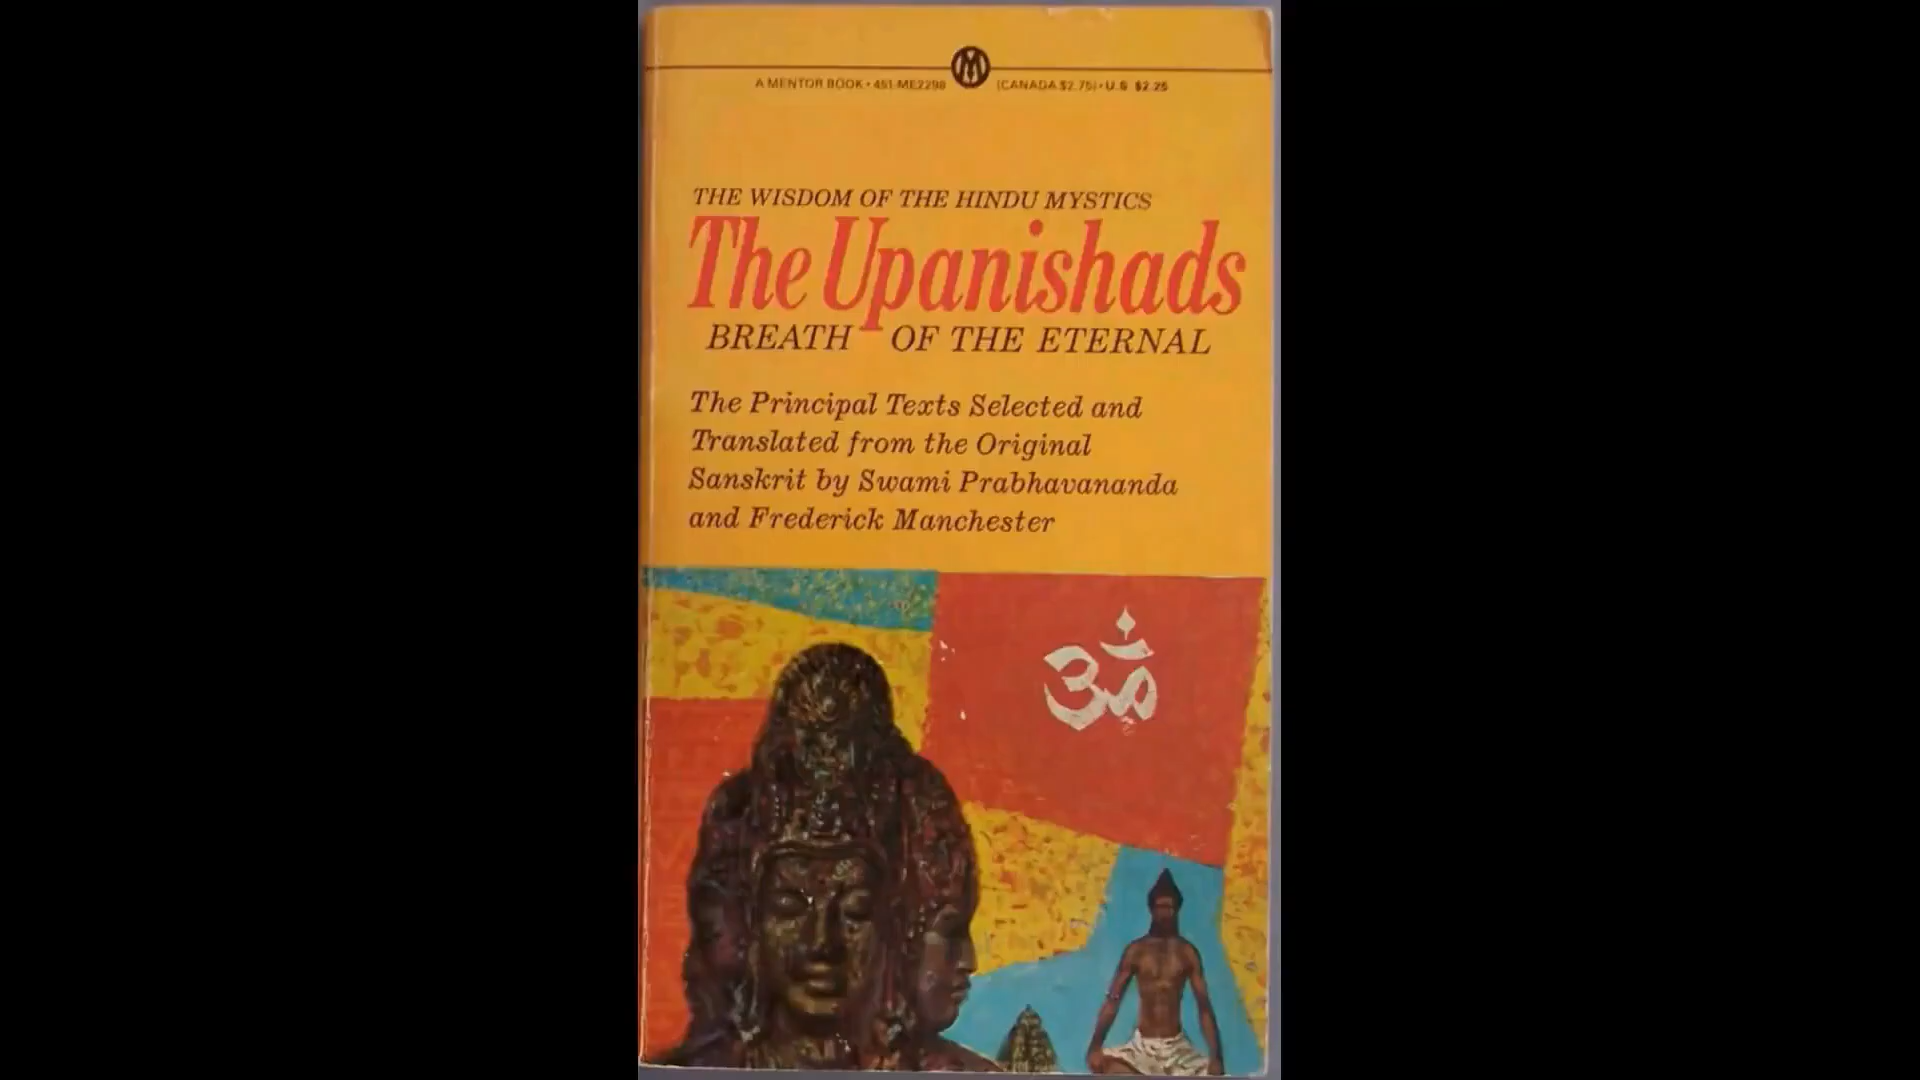 A MENTOR BOOK • 451-ME2298 (CANADA $2.75) • U.S. $2.25
THE WISDOM OF THE HINDU MYSTICS
The Upanishads
BREATH OF THE ETERNAL
The Principal Texts Selected and
Translated from the Original
Sanskrit by Swami Prabhavananda
and Frederick Manchester
ॐ